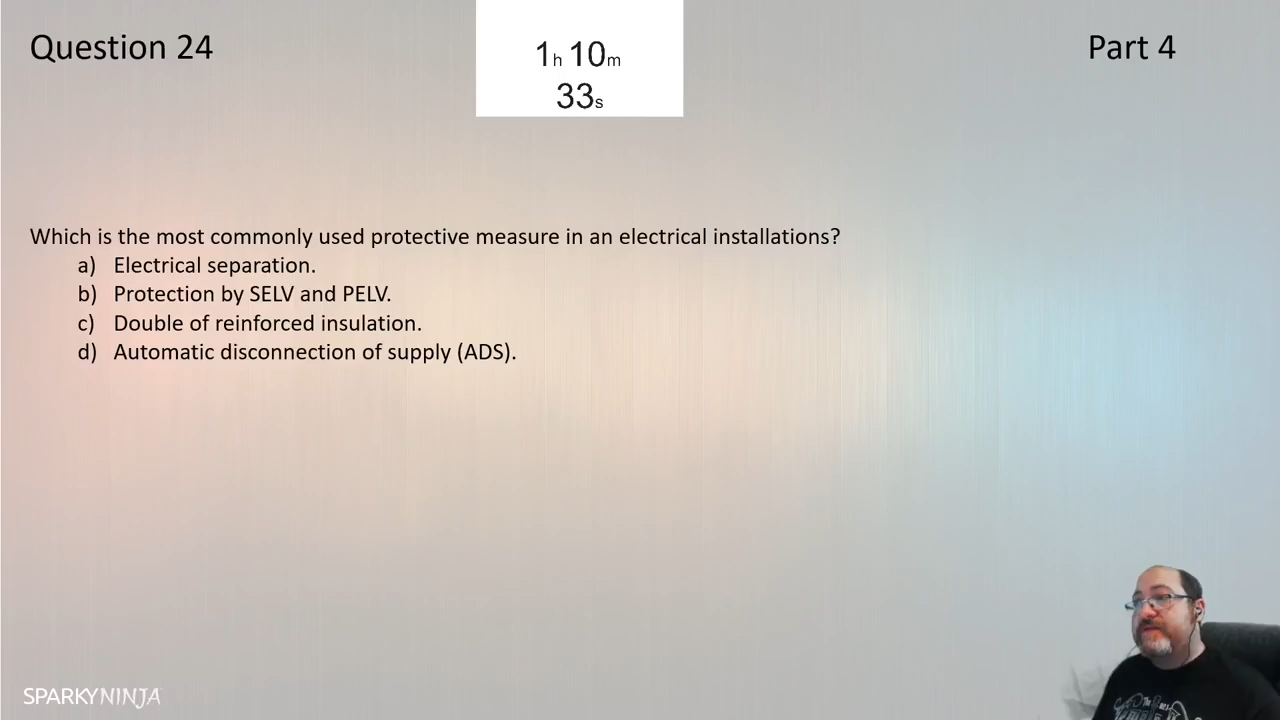 Question 24
1h 10m
33s
Part 4
Which is the most commonly used protective measure in an electrical installations?
a) Electrical separation.
b) Protection by SELV and PELV.
c) Double of reinforced insulation.
d) Automatic disconnection of supply (ADS).
SPARKYNINJA